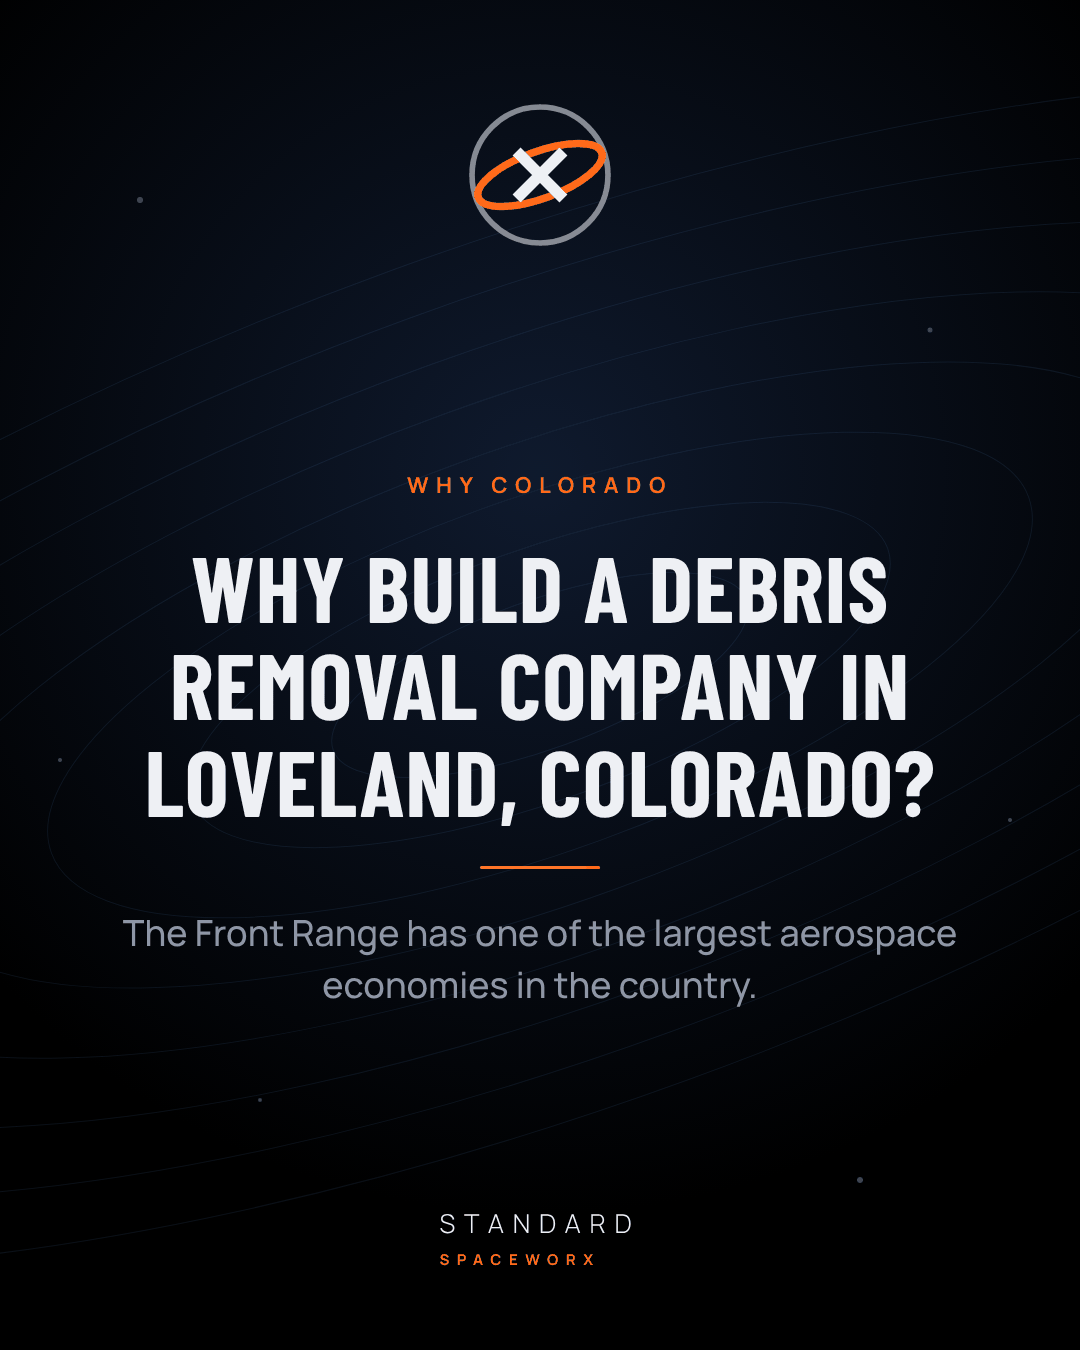 WHY COLORADO
WHY BUILD A DEBRIS
REMOVAL COMPANY IN
LOVELAND, COLORADO?
The Front Range has one of the largest aerospace
economies in the country.
STANDARD
SPACEWORX